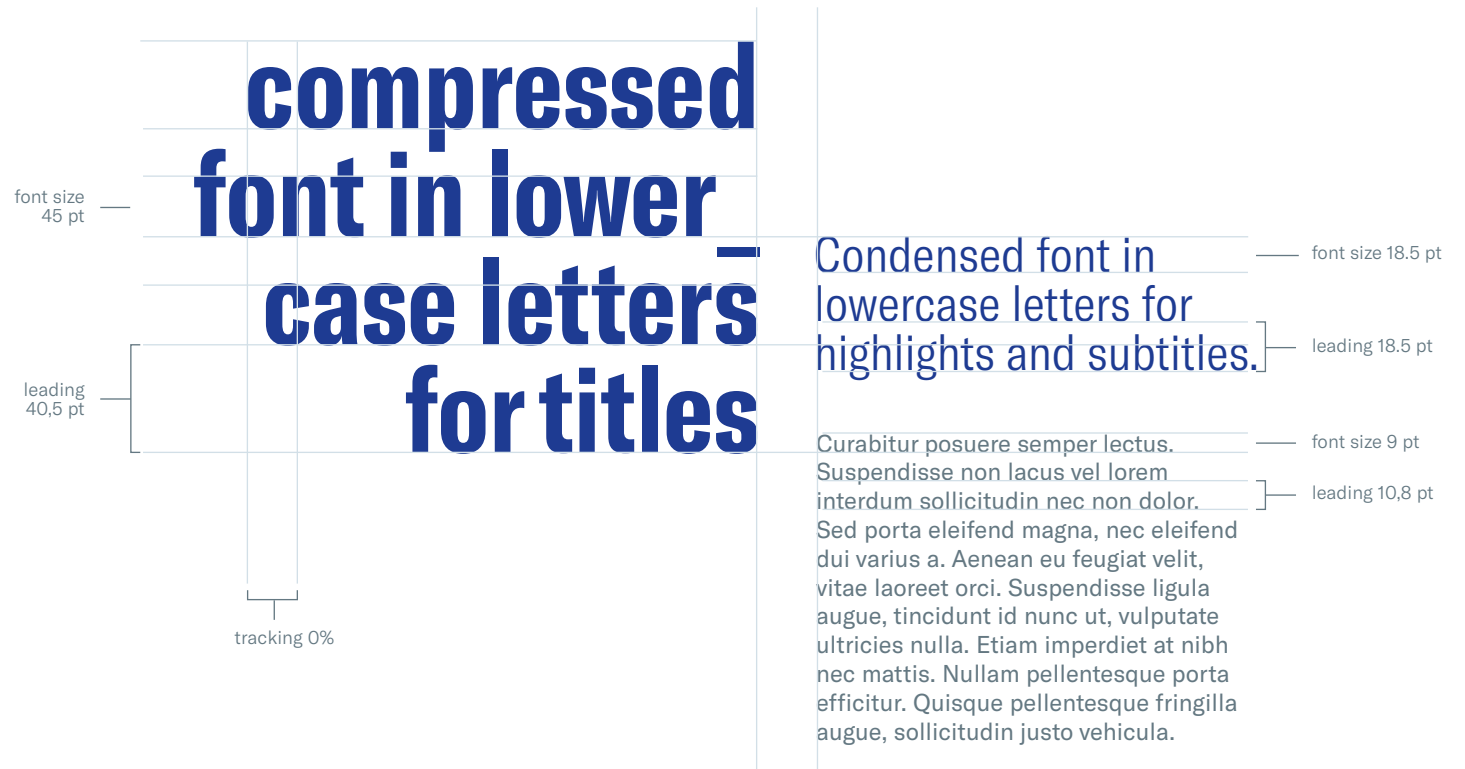 compressed
font in lower_
case letters
for titles
font size
45 pt
leading
40,5 pt
tracking 0%
Condensed font in
lowercase letters for
highlights and subtitles.
font size 18.5 pt
leading 18.5 pt
Curabitur posuere semper lectus.
Suspendisse non lacus vel lorem
interdum sollicitudin nec non dolor.
Sed porta eleifend magna, nec eleifend
dui varius a. Aenean eu feugiat velit,
vitae laoreet orci. Suspendisse ligula
augue, tincidunt id nunc ut, vulputate
ultricies nulla. Etiam imperdiet at nibh
nec mattis. Nullam pellentesque porta
efficitur. Quisque pellentesque fringilla
augue, sollicitudin justo vehicula.
font size 9 pt
leading 10,8 pt